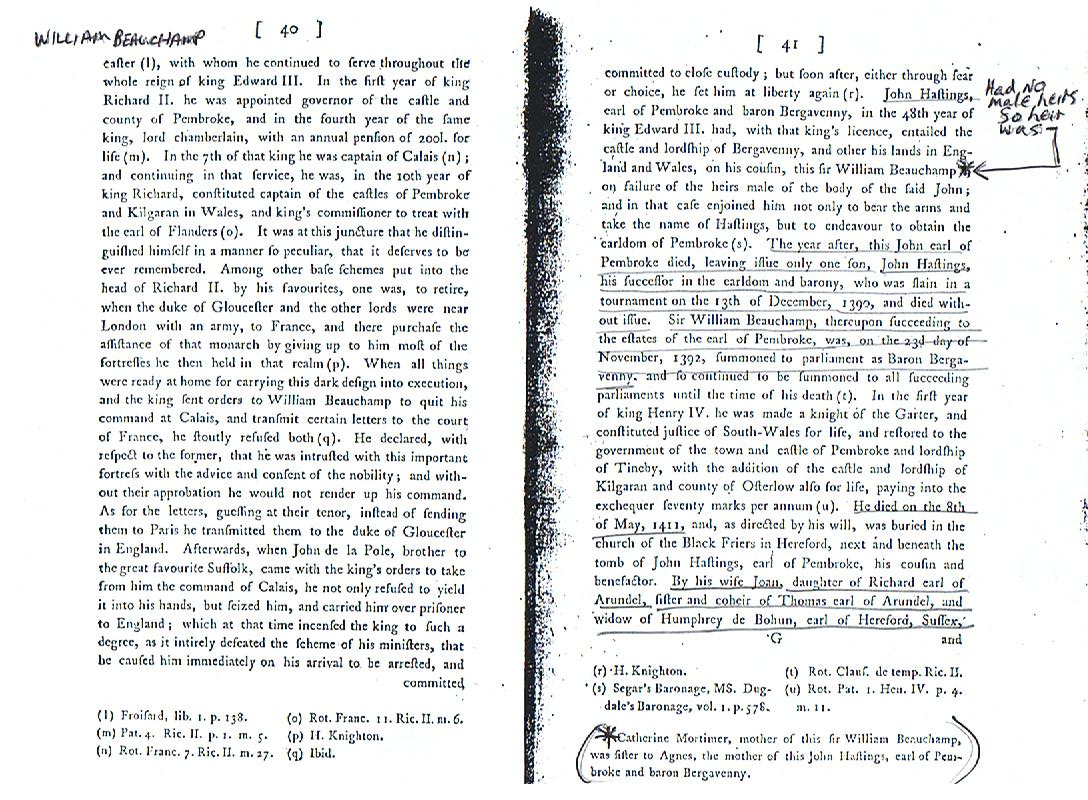 WILLIAM BEAUCHAMP
[ 40 ]
caſter (l), with whom he continued to ſerve throughout the
whole reign of king Edward III. In the firſt year of king
Richard II. he was appointed governor of the caſtle and
county of Pembroke, and in the fourth year of the ſame
king, lord chamberlain, with an annual penſion of 200l. for
life (m). In the 7th of that king he was captain of Calais (n) ;
and continuing in that ſervice, he was, in the 10th year of
king Richard, conſtituted captain of the caſtles of Pembroke
and Kilgaran in Wales, and king's commiſſioner to treat with
the earl of Flanders (o). It was at this juncture that he diſtin-
guiſhed himſelf in a manner ſo peculiar, that it deſerves to be
ever remembered. Among other baſe ſchemes put into the
head of Richard II. by his favourites, one was, to retire,
when the duke of Glouceſter and the other lords were near
London with an army, to France, and there purchaſe the
aſſiſtance of that monarch by giving up to him moſt of the
fortreſſes he then held in that realm (p). When all things
were ready at home for carrying this dark deſign into execution,
and the king ſent orders to William Beauchamp to quit his
command at Calais, and tranſmit certain letters to the court
of France, he ſtoutly refuſed both (q). He declared, with
reſpect to the former, that he was intruſted with this important
fortreſs with the advice and conſent of the nobility ; and with-
out their approbation he would not render up his command.
As for the letters, gueſſing at their tenor, inſtead of ſending
them to Paris he tranſmitted them to the duke of Glouceſter
in England. Afterwards, when John de la Pole, brother to
the great favourite Suffolk, came with the king's orders to take
from him the command of Calais, he not only refuſed to yield
it into his hands, but ſeized him, and carried him over priſoner
to England ; which at that time incenſed the king to ſuch a
degree, as it intirely defeated the ſcheme of his miniſters, that
he cauſed him immediately on his arrival to be arreſted, and
committed
(l) Froiſard, lib. 1. p. 138.
(m) Pat. 4. Ric. II. p. 1. m. 5.
(n) Rot. Franc. 7. Ric. II. m. 27.
(o) Rot. Franc. 11. Ric. II. m. 6.
(p) H. Knighton.
(q) Ibid.
[ 41 ]
committed to cloſe cuſtody ; but ſoon after, either through fear
or choice, he ſet him at liberty again (r). John Haſtings,
earl of Pembroke and baron Bergavenny, in the 48th year of
king Edward III. had, with that king's licence, entailed the
caſtle and lordſhip of Bergavenny, and other his lands in Eng-
land and Wales, on his couſin, this ſir William Beauchamp *
on failure of the heirs male of the body of the ſaid John ;
and in that caſe enjoined him not only to bear the arms and
take the name of Haſtings, but to endeavour to obtain the
earldom of Pembroke (s). The year after, this John earl of
Pembroke died, leaving iſſue only one ſon, John Haſtings,
his ſucceſſor in the earldom and barony, who was ſlain in a
tournament on the 13th of December, 1390, and died with-
out iſſue. Sir William Beauchamp, thereupon ſucceeding to
the eſtates of the earl of Pembroke, was, on the 23d day of
November, 1392, ſummoned to parliament as Baron Berga-
venny, and ſo continued to be ſummoned to all ſucceeding
parliaments until the time of his death (t). In the firſt year
of king Henry IV. he was made a knight of the Garter, and
conſtituted juſtice of South-Wales for life, and reſtored to the
government of the town and caſtle of Pembroke and lordſhip
of Tineby, with the addition of the caſtle and lordſhip of
Kilgaran and county of Oſterlow alſo for life, paying into the
exchequer ſeventy marks per annum (u). He died on the 8th
of May, 1411, and, as directed by his will, was buried in the
church of the Black Friers in Hereford, next and beneath the
tomb of John Haſtings, earl of Pembroke, his couſin and
benefactor. By his wife Joan, daughter of Richard earl of
Arundel, ſiſter and coheir of Thomas earl of Arundel, and
widow of Humphrey de Bohun, earl of Hereford, Suſſex,
G and
(r) H. Knighton.
(s) Segar's Baronage, MS. Dug-
dale's Baronage, vol. 1. p. 578.
(t) Rot. Clauſ. de temp. Ric. II.
(u) Rot. Pat. 1. Hen. IV. p. 4.
m. 11.
* Catherine Mortimer, mother of this ſir William Beauchamp,
was ſiſter to Agnes, the mother of this John Haſtings, earl of Pem-
broke and baron Bergavenny.
Had No
male heirs
So heir
was